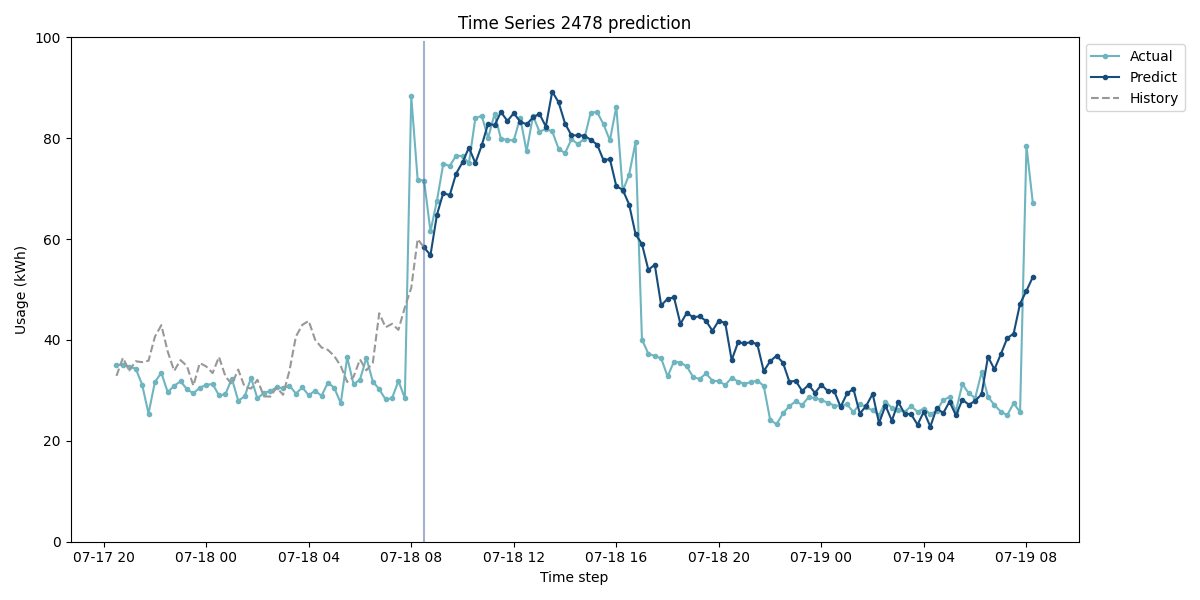 Time Series 2478 prediction
100
80
60
40
20
0
Usage (kWh)
07-17 20
07-18 00
07-18 04
07-18 08
07-18 12
07-18 16
07-18 20
07-19 00
07-19 04
07-19 08
Time step
Actual
Predict
History